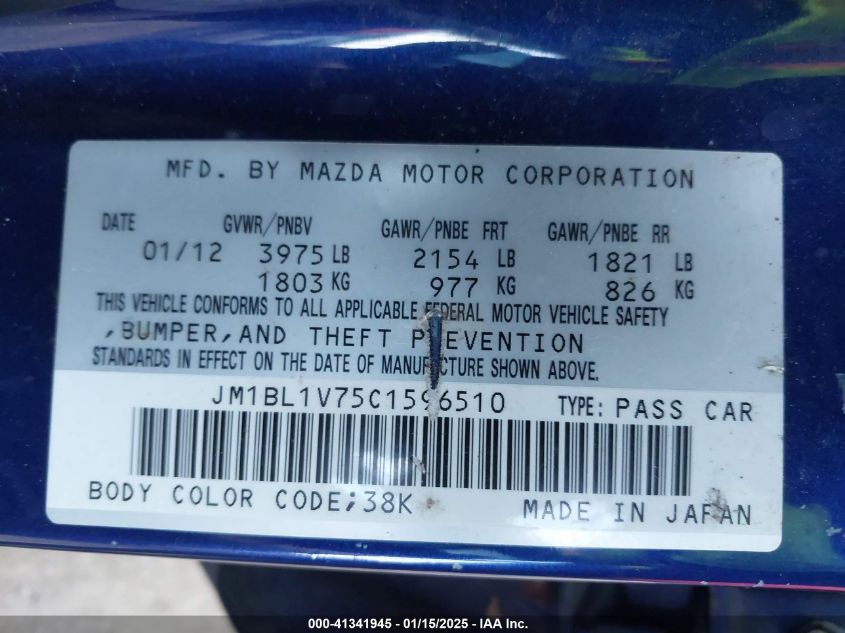 MFD. BY MAZDA MOTOR CORPORATION
DATE GVWR/PNBV GAWR/PNBE FRT GAWR/PNBE RR
01/12 3975 LB 2154 LB 1821 LB
1803 KG 977 KG 826 KG
THIS VEHICLE CONFORMS TO ALL APPLICABLE FEDERAL MOTOR VEHICLE SAFETY
,BUMPER,AND THEFT PREVENTION
STANDARDS IN EFFECT ON THE DATE OF MANUFACTURE SHOWN ABOVE.
JM1BL1V75C1596510 TYPE: PASS CAR
BODY COLOR CODE;38K MADE IN JAPAN
000-41341945 - 01/15/2025 - IAA